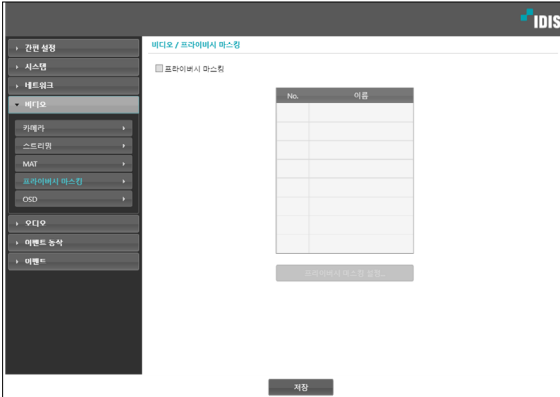 IDIS
간편 설정
시스템
네트워크
비디오
카메라
스트리밍
MAT
프라이버시 마스킹
OSD
오디오
이벤트 동작
이벤트
비디오 / 프라이버시 마스킹
프라이버시 마스킹
No. 이름
프라이버시 마스킹 설정...
저장